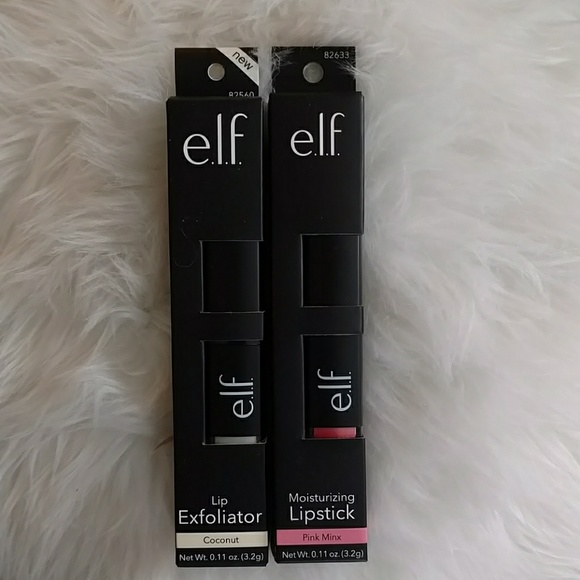 new
82560
e.l.f.
e.l.f.
Lip
Exfoliator
Coconut
Net Wt. 0.11 oz. (3.2g)
82633
e.l.f.
e.l.f.
Moisturizing
Lipstick
Pink Minx
Net Wt. 0.11 oz. (3.2g)